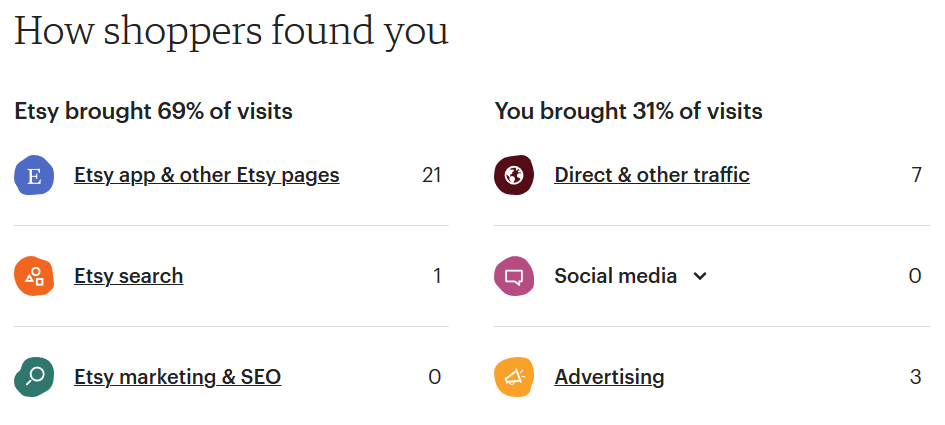 How shoppers found you
Etsy brought 69% of visits
E Etsy app & other Etsy pages 21
Etsy search 1
Etsy marketing & SEO 0
You brought 31% of visits
Direct & other traffic 7
Social media 0
Advertising 3